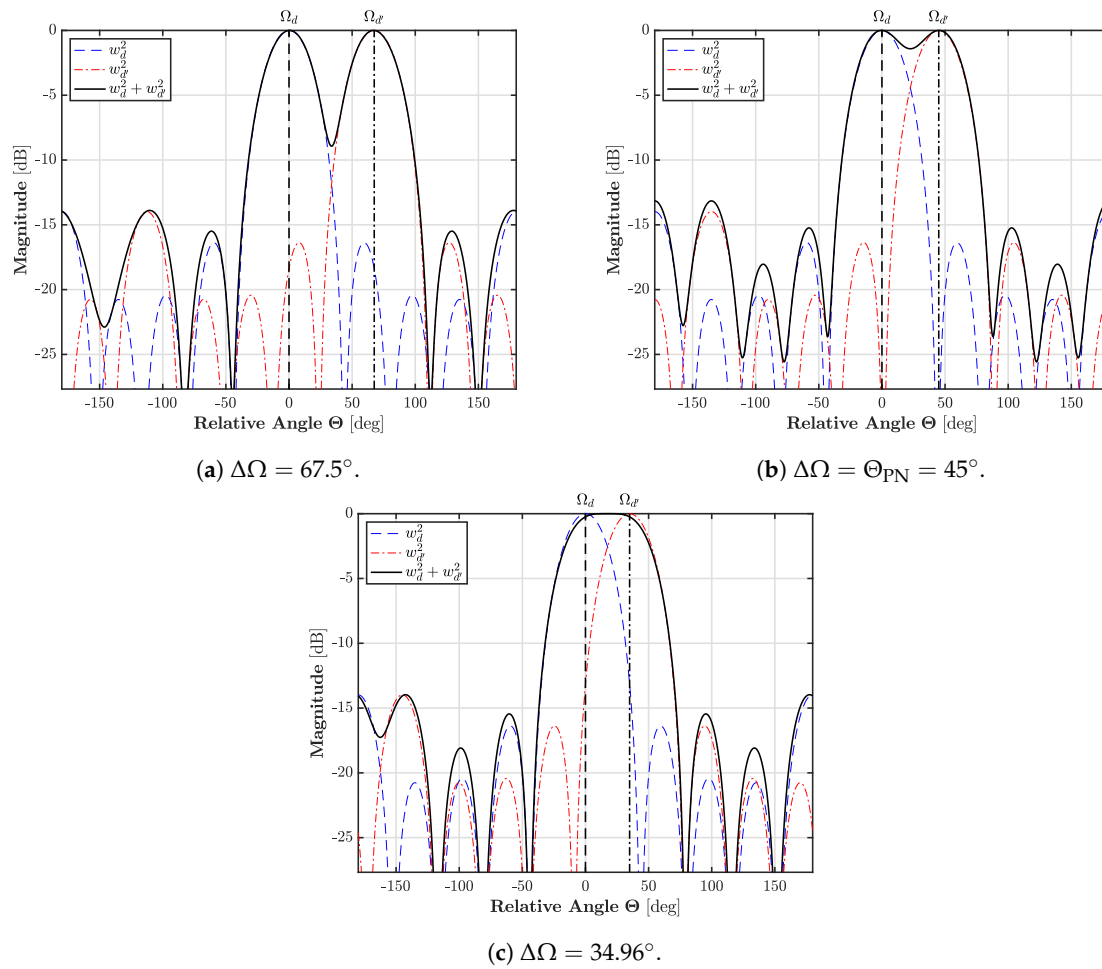 Ω_d Ω_d'
w_d^2
w_d'^2
w_d^2 + w_d'^2
Magnitude [dB]
0
-5
-10
-15
-20
-25
-150 -100 -50 0 50 100 150
Relative Angle Θ [deg]
(a) ΔΩ = 67.5°.
Ω_d Ω_d'
w_d^2
w_d'^2
w_d^2 + w_d'^2
Magnitude [dB]
0
-5
-10
-15
-20
-25
-150 -100 -50 0 50 100 150
Relative Angle Θ [deg]
(b) ΔΩ = Θ_PN = 45°.
Ω_d Ω_d'
w_d^2
w_d'^2
w_d^2 + w_d'^2
Magnitude [dB]
0
-5
-10
-15
-20
-25
-150 -100 -50 0 50 100 150
Relative Angle Θ [deg]
(c) ΔΩ = 34.96°.